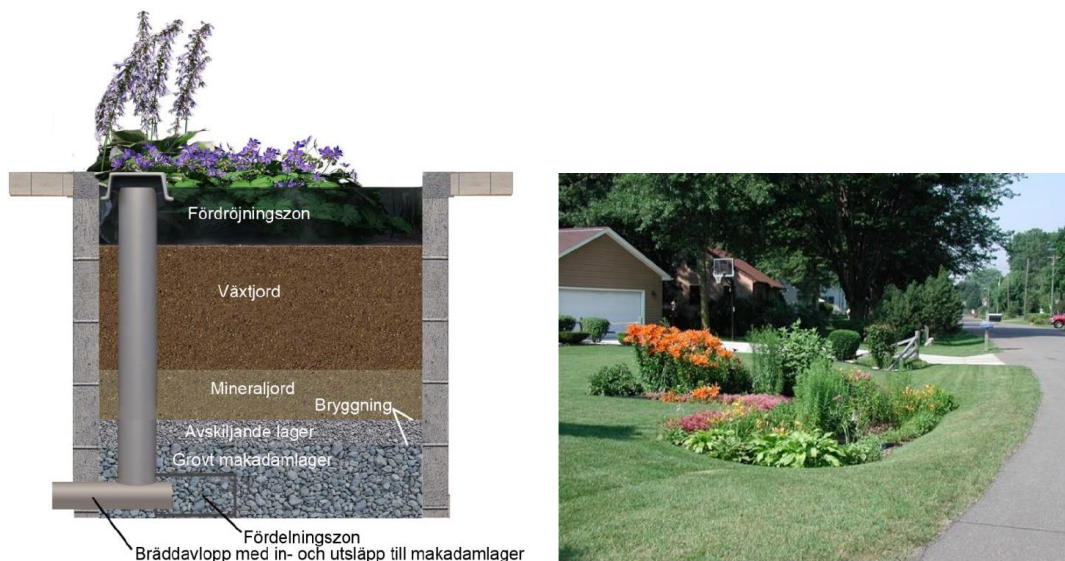 Fördröjningszon
Växtjord
Mineraljord
Bryggning
Avskiljande lager
Grovt makadamlager
Fördelningszon
Bräddavlopp med in- och utsläpp till makadamlager